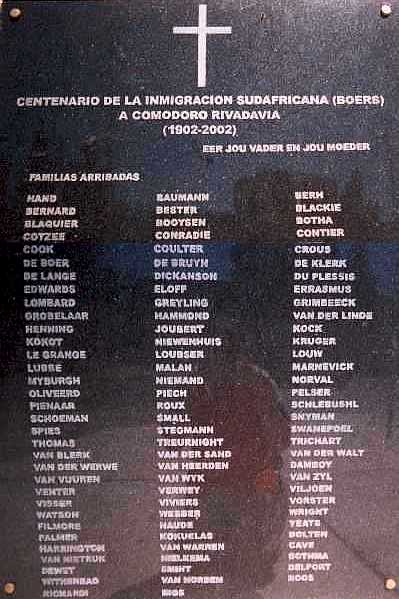 CENTENARIO DE LA INMIGRACION SUDAFRICANA (BOERS)
A COMODORO RIVADAVIA
(1902-2002)
EER JOU VADER EN JOU MOEDER
FAMILIAS ARRIBADAS
HAND BAUMANN BERH
BERNARD BESTER BLACKIE
BLAQUIER BOOYSEN BOTHA
COTZEE CONRADIE CONTIER
COOK COULTER CROUS
DE BOER DE BRUYN DE KLERK
DE LANGE DICKANSON DU PLESSIS
EDWARDS ELOFF ERRASMUS
LOMBARD GREYLING GRIMBEECK
GROBELAAR HAMMOND VAN DER LINDE
HENNING JOUBERT KOCK
KOKOT NIEWENHUIS KRUGER
LE GRANGE LOUBSER LOUW
LUBBE MALAN MARNEVICK
MYBURGH NIEMAND NORVAL
OLIVEERD PIECH PELSER
PIENAAR ROUX SCHLEBUSHL
SCHOEMAN SMALL SNYMAN
SPIES STEGMANN SWANEPOEL
THOMAS TREURNIGHT TRICHART
VAN BLERK VAN DER SAND VAN DER WALT
VAN DER WERWE VAN HEERDEN DAMBOY
VAN VUUREN VAN WYK VAN ZYL
VENTER VERWEY VILJOEN
VISSER VIVIERS VORSTER
WATSON WEBBER WRIGHT
FILMORE HAUDE YEATS
PALMER KOKUELAS BOLTEN
HARRINGTON VAN WARREN CAVE
VAN NIETRUK NIELKEMA BOTHMA
DEWET SMIHT DELPORT
WITHENBAO VAN NORDEM ROOS
RICHARDI